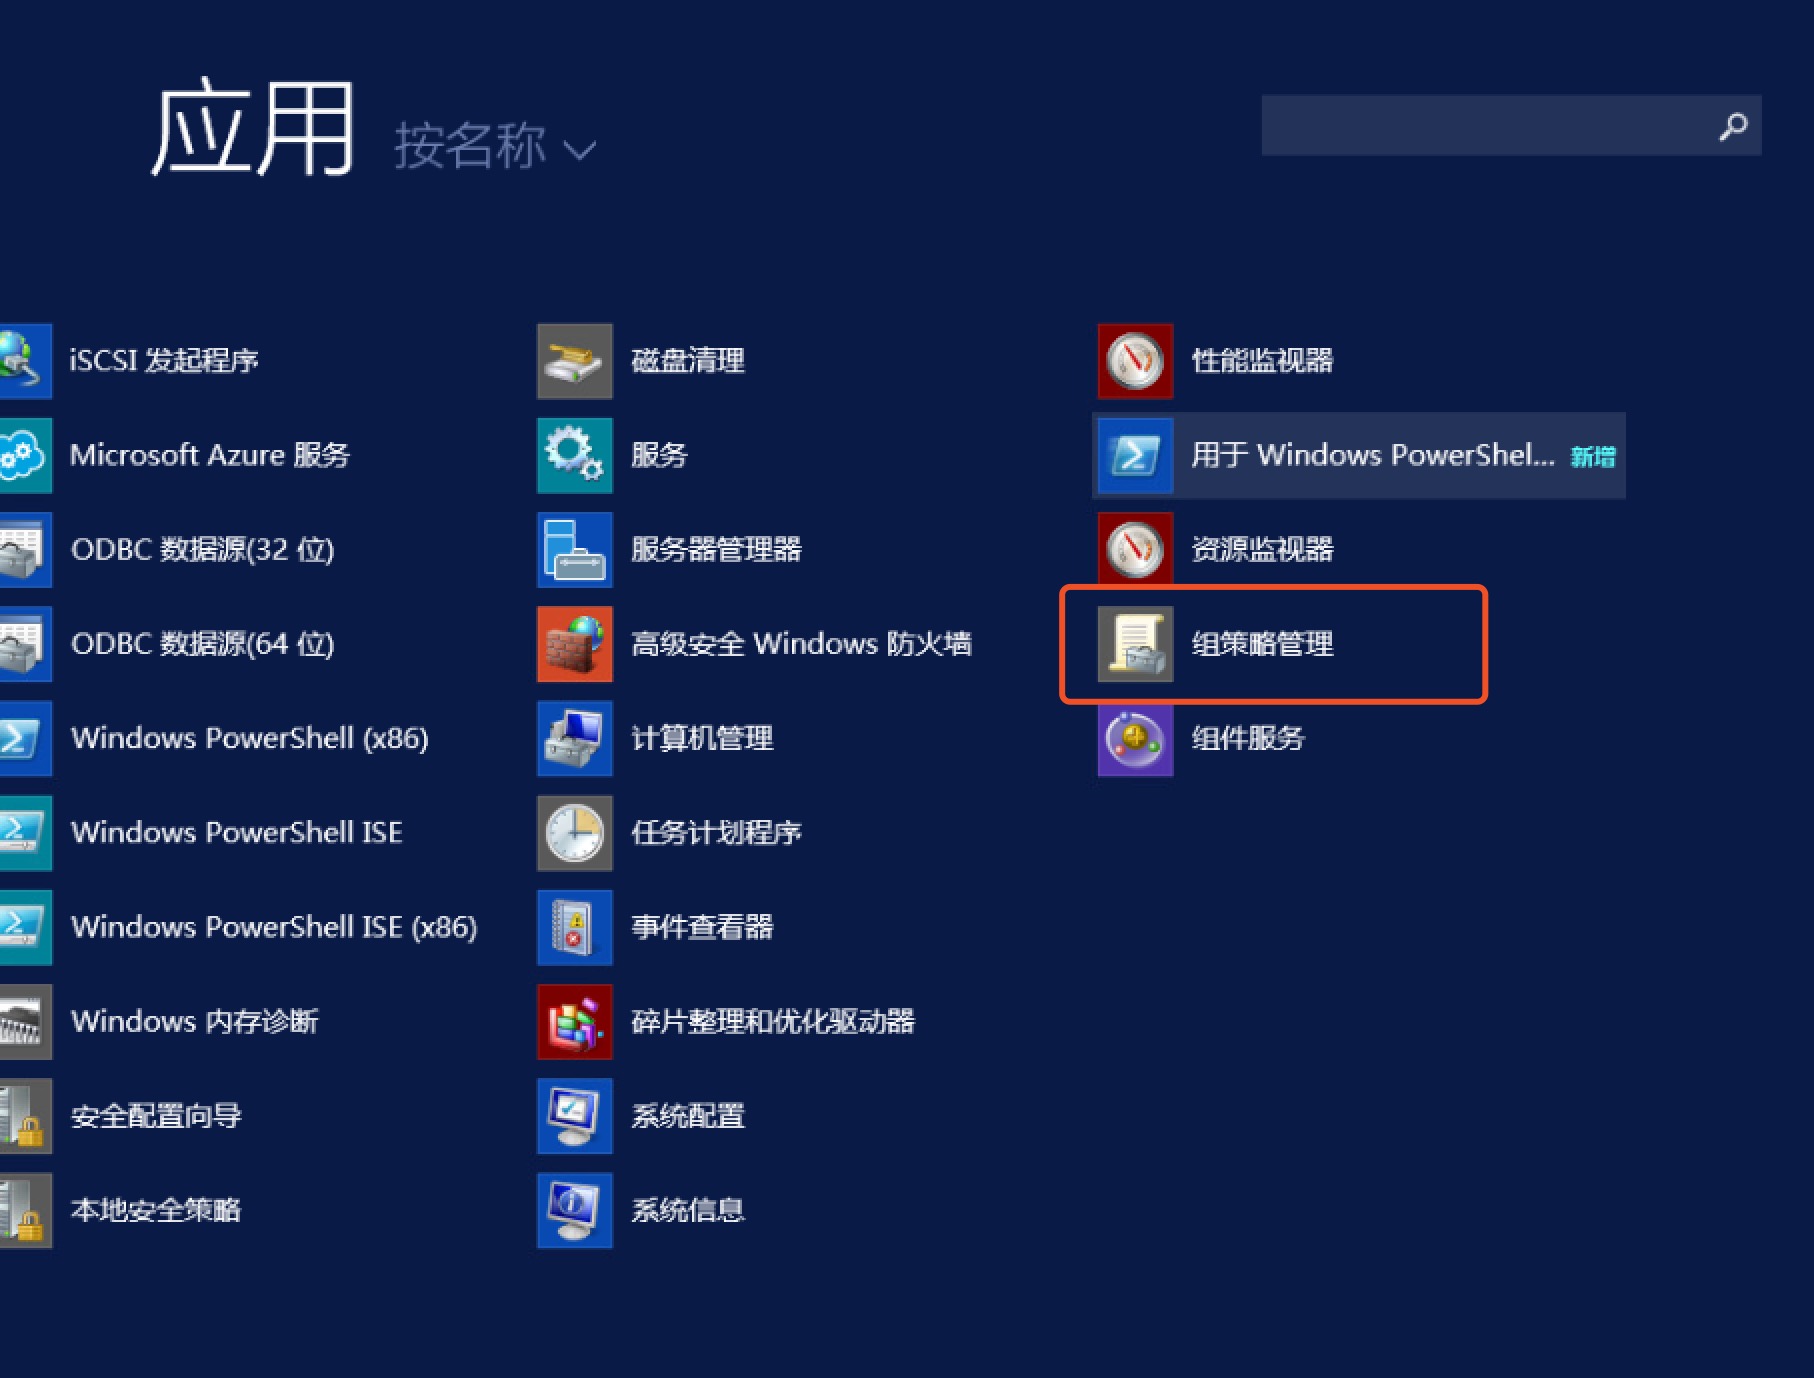 应用 按名称
iSCSI 发起程序
Microsoft Azure 服务
ODBC 数据源(32 位)
ODBC 数据源(64 位)
Windows PowerShell (x86)
Windows PowerShell ISE
Windows PowerShell ISE (x86)
Windows 内存诊断
安全配置向导
本地安全策略
磁盘清理
服务
服务器管理器
高级安全 Windows 防火墙
计算机管理
任务计划程序
事件查看器
碎片整理和优化驱动器
系统配置
系统信息
性能监视器
用于 Windows PowerShel... 新增
资源监视器
组策略管理
组件服务